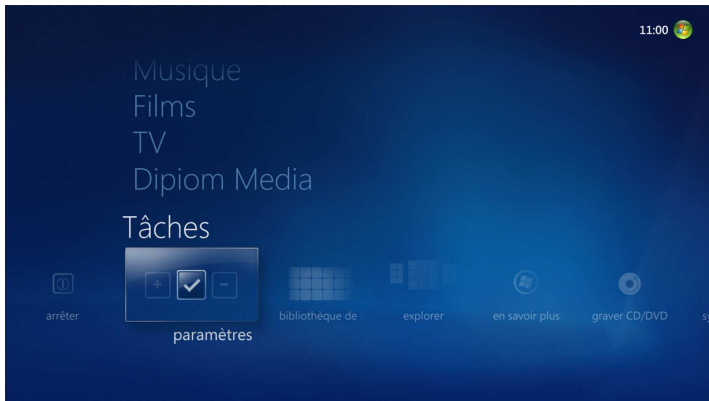 11:00
Musique
Films
TV
Dipiom Media
Tâches
arrêter
paramètres
bibliothèque de
explorer
en savoir plus
graver CD/DVD